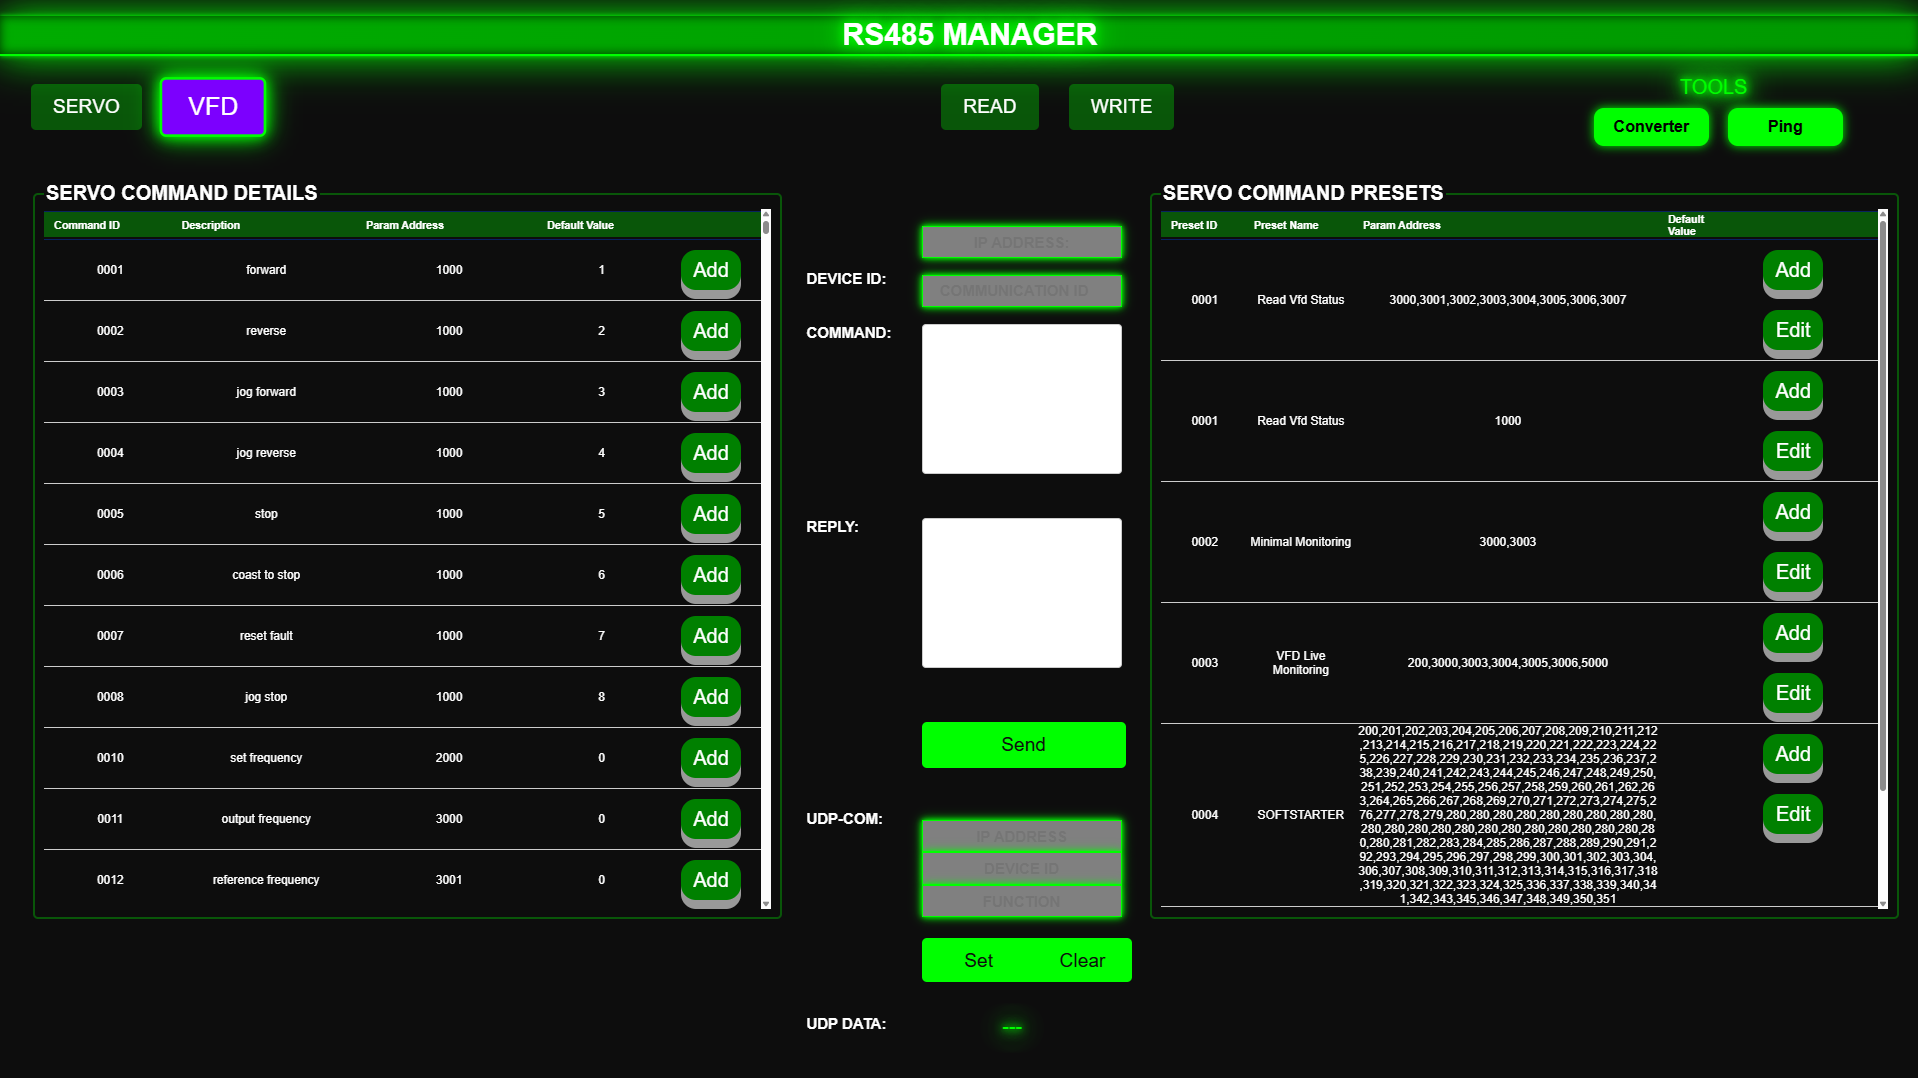 RS485 MANAGER
SERVO
VFD
READ
WRITE
TOOLS
Converter
Ping
SERVO COMMAND DETAILS
Command ID Description Param Address Default Value
0001 forward 1000 1 Add
0002 reverse 1000 2 Add
0003 jog forward 1000 3 Add
0004 jog reverse 1000 4 Add
0005 stop 1000 5 Add
0006 coast to stop 1000 6 Add
0007 reset fault 1000 7 Add
0008 jog stop 1000 8 Add
0010 set frequency 2000 0 Add
0011 output frequency 3000 0 Add
0012 reference frequency 3001 0 Add
IP ADDRESS:
DEVICE ID:
COMMUNICATION ID
COMMAND:
REPLY:
Send
UDP-COM:
IP ADDRESS
DEVICE ID
FUNCTION
Set
Clear
UDP DATA:
---
SERVO COMMAND PRESETS
Preset ID Preset Name Param Address Default
Value
0001 Read Vfd Status 3000,3001,3002,3003,3004,3005,3006,3007
Add
Edit
0001 Read Vfd Status 1000
Add
Edit
0002 Minimal Monitoring 3000,3003
Add
Edit
0003
VFD Live
Monitoring
200,3000,3003,3004,3005,3006,5000
Add
Edit
0004
SOFTSTARTER
200,201,202,203,204,205,206,207,208,209,210,211,212
,213,214,215,216,217,218,219,220,221,222,223,224,22
5,226,227,228,229,230,231,232,233,234,235,236,237,2
38,239,240,241,242,243,244,245,246,247,248,249,250,
251,252,253,254,255,256,257,258,259,260,261,262,26
3,264,265,266,267,268,269,270,271,272,273,274,275,2
76,277,278,279,280,280,280,280,280,280,280,280,280,
280,280,280,280,280,280,280,280,280,280,280,280,28
0,280,281,282,283,284,285,286,287,288,289,290,291,2
92,293,294,295,296,297,298,299,300,301,302,303,304,
306,307,308,309,310,311,312,313,314,315,316,317,318
,319,320,321,322,323,324,325,336,337,338,339,340,34
1,342,343,345,346,347,348,349,350,351
Add
Edit